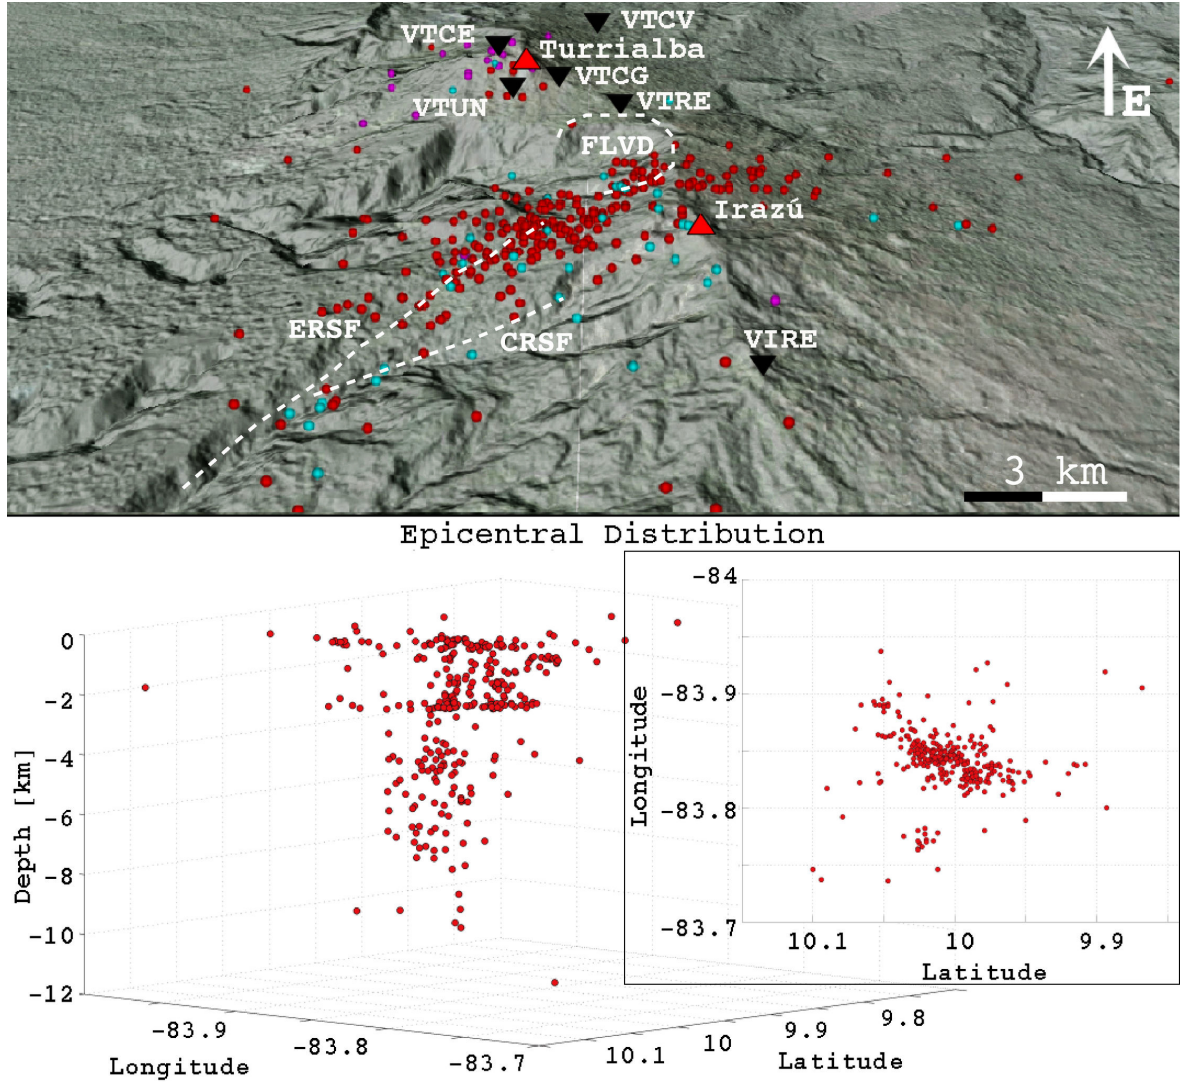 VTCV
VTCE
Turrialba
VTCG
VTUN
VTRE
E
FLVD
Irazú
ERSF
CRSF
VIRE
3 km
Epicentral Distribution
0
-2
-4
-6
-8
-10
-12
Depth [km]
-83.9
-83.8
-83.7
Longitude
10.1
10
9.9
9.8
Latitude
-84
-83.9
-83.8
-83.7
Longitude
10.1
10
9.9
Latitude